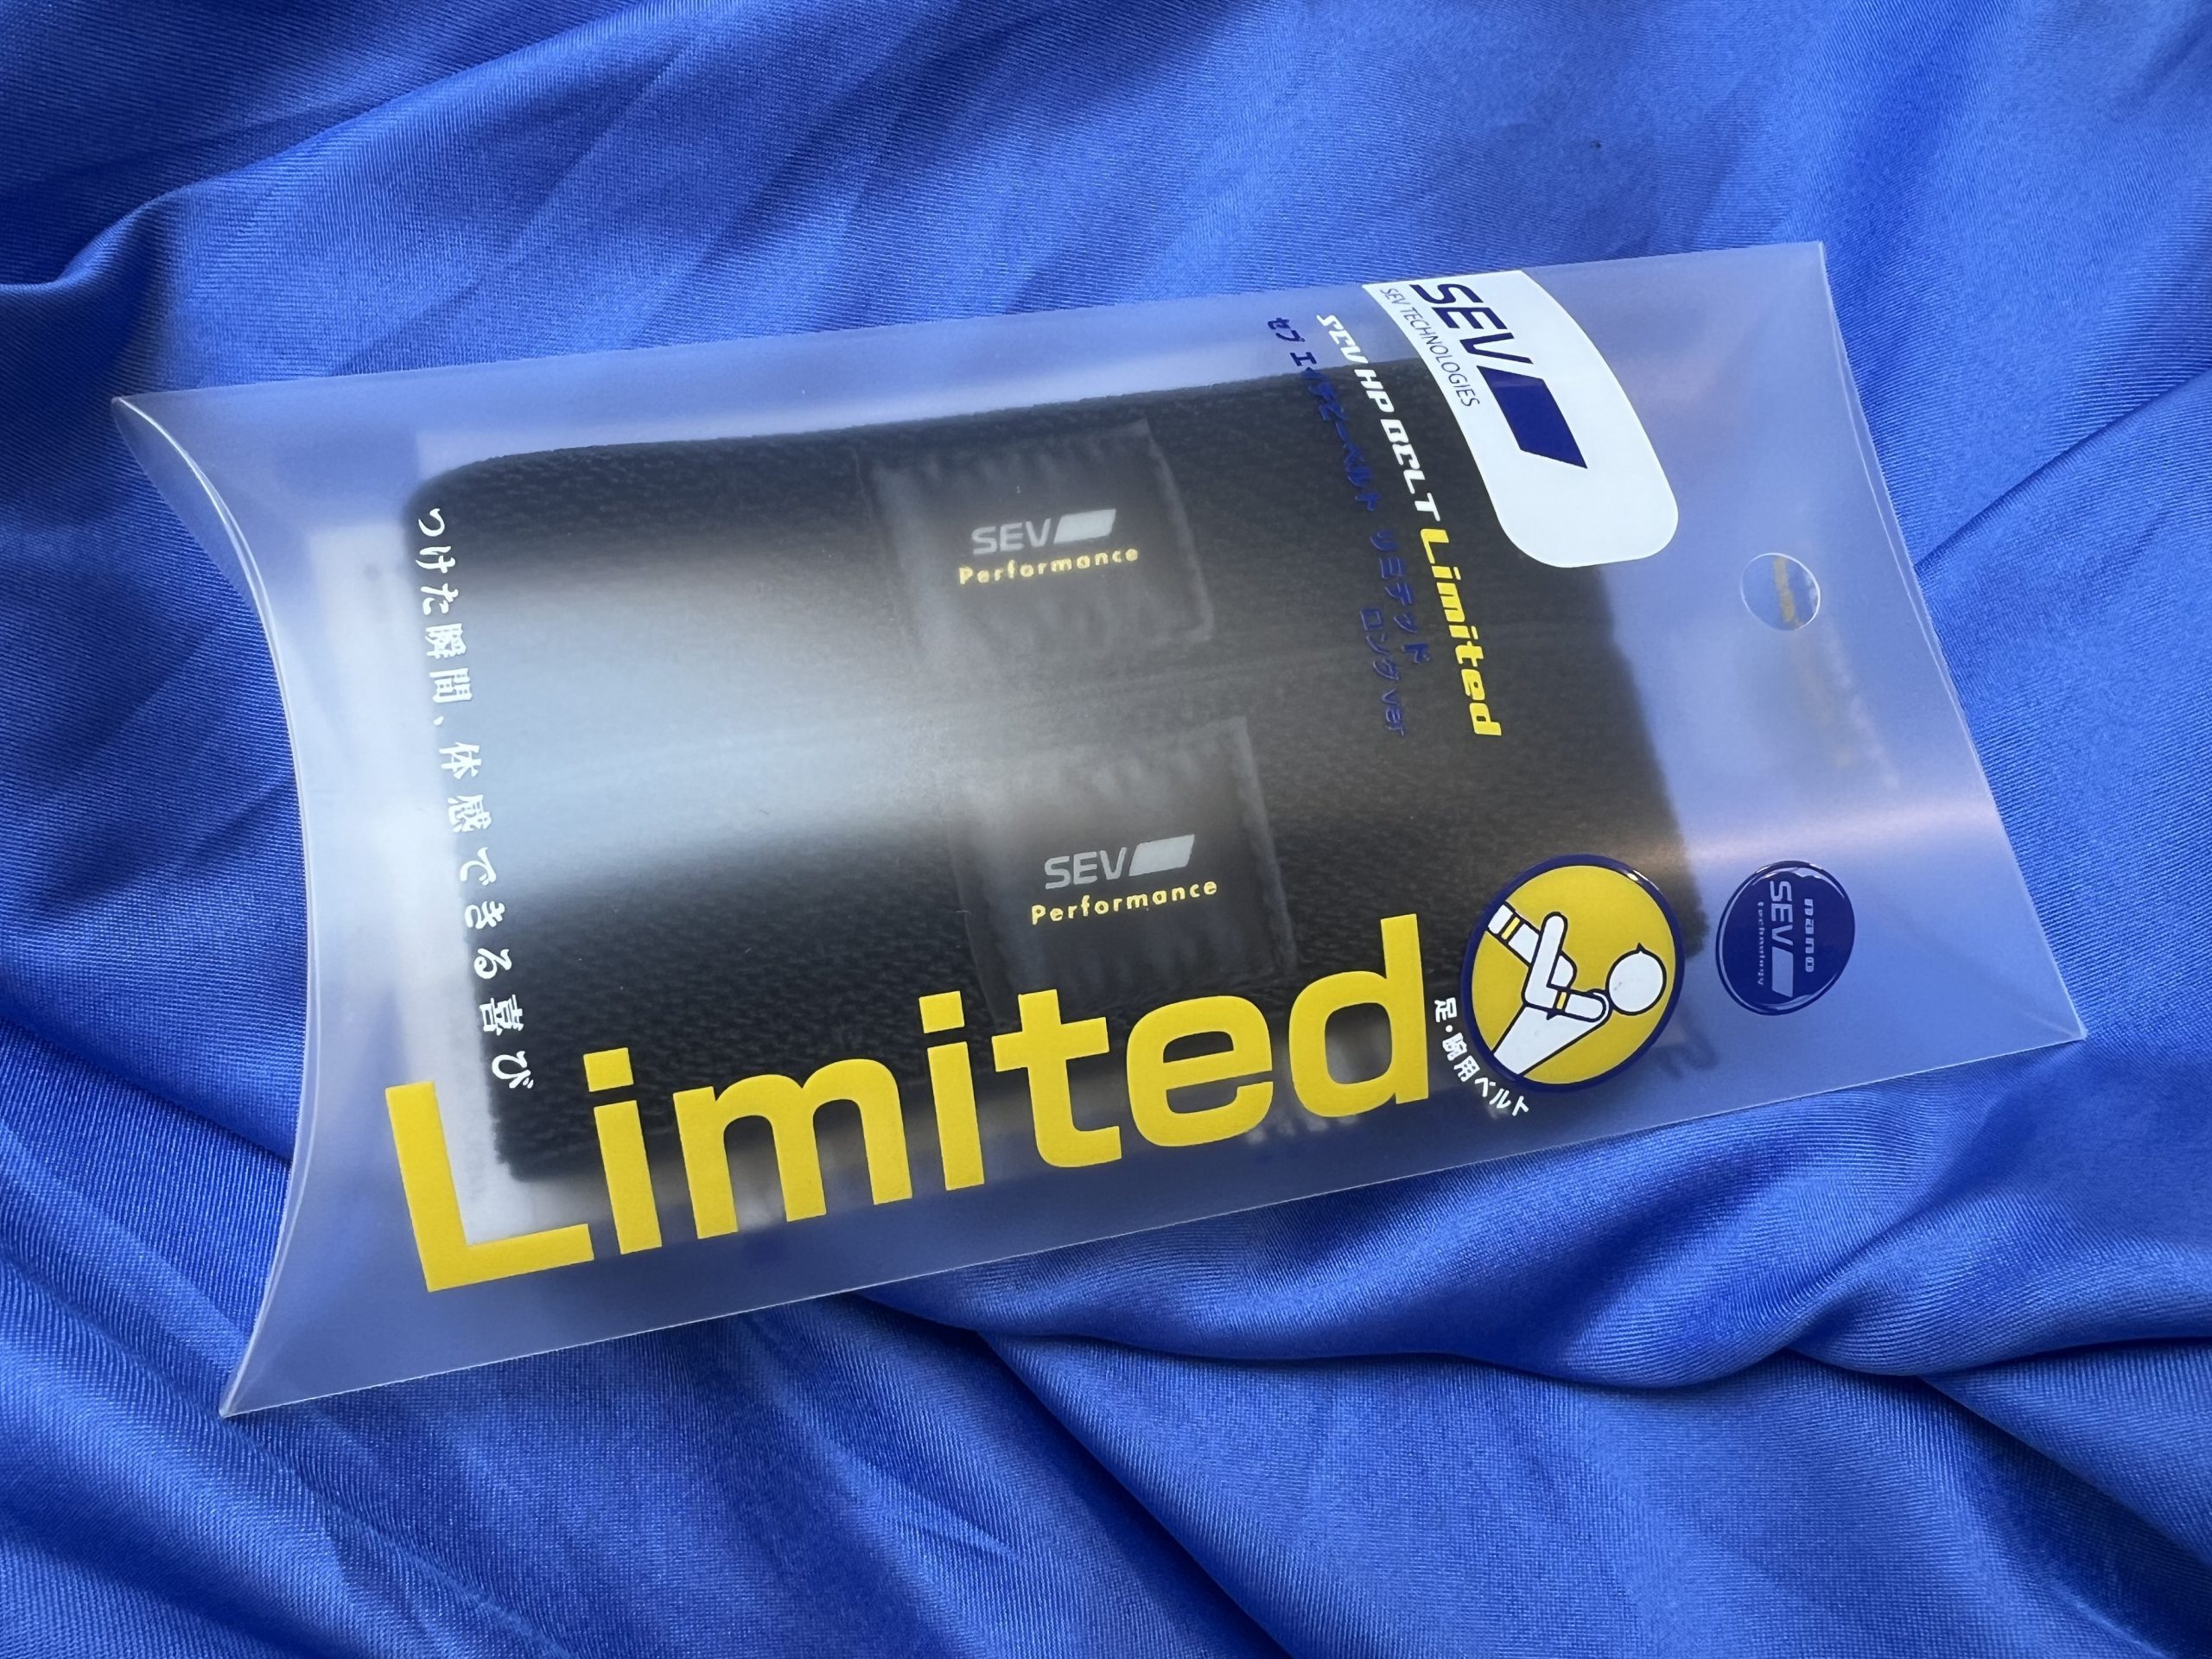 SEV
SEV TECHNOLOGIES
SEV HP BELT Limited
セブ エイチピーベルト リミテッド
ロングver
SEV
Performance
SEV
Performance
つけた瞬間、体感できる喜び
Limited
足・腕用ベルト
nano
SEV
technology